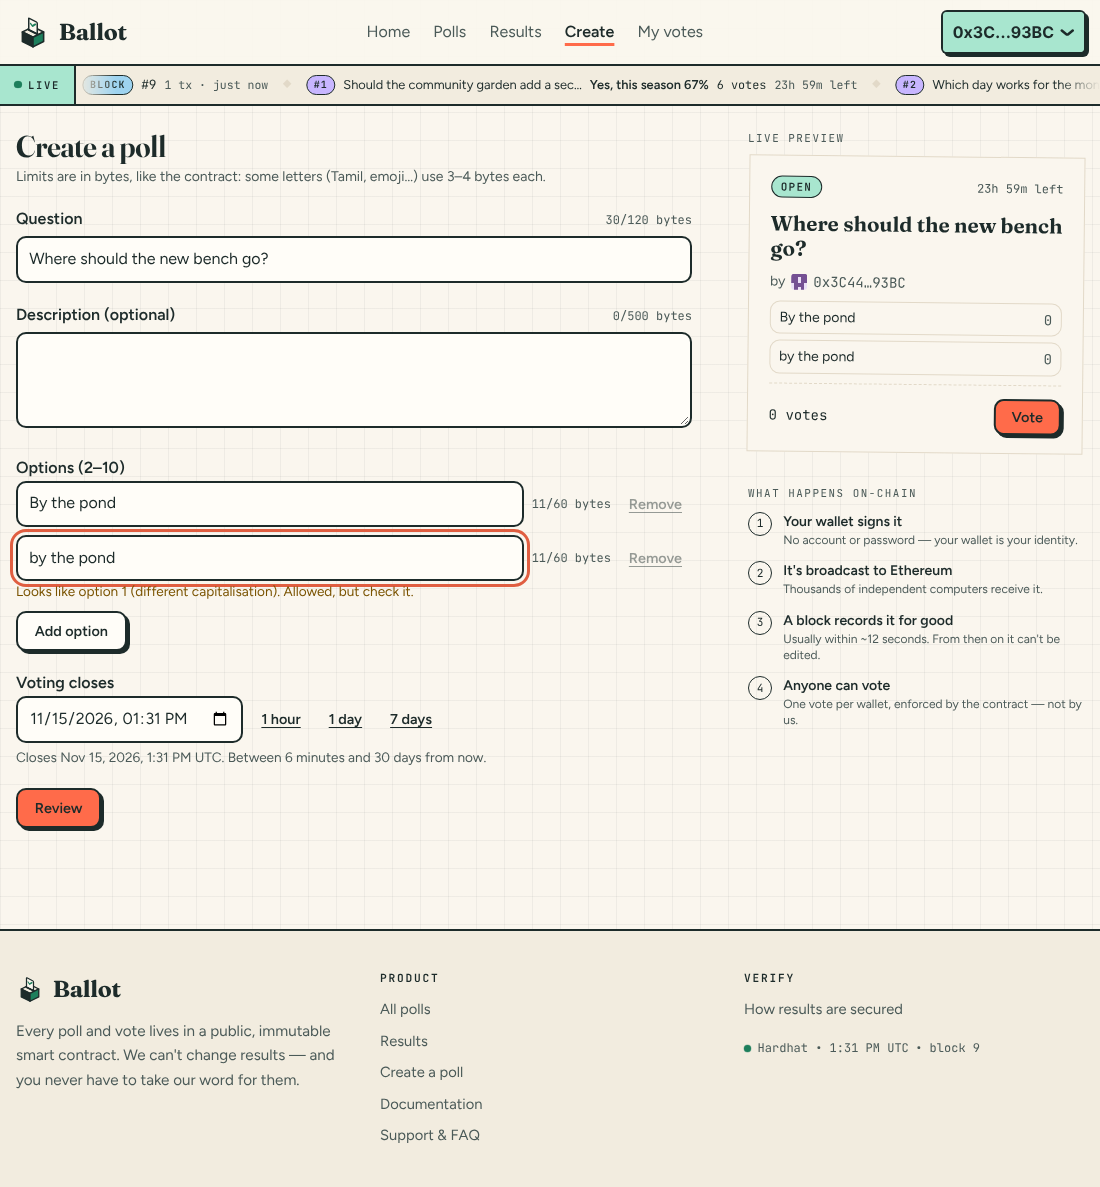 Ballot
Home Polls Results Create My votes
0x3C...93BC
LIVE
BLOCK #9 1 tx · just now
#1 Should the community garden add a sec... Yes, this season 67% 6 votes 23h 59m left
#2 Which day works for the
Create a poll
Limits are in bytes, like the contract: some letters (Tamil, emoji...) use 3–4 bytes each.
Question 30/120 bytes
Where should the new bench go?
Description (optional) 0/500 bytes
Options (2–10)
By the pond 11/60 bytes Remove
by the pond 11/60 bytes Remove
Looks like option 1 (different capitalisation). Allowed, but check it.
Add option
Voting closes
11/15/2026, 01:31 PM 1 hour 1 day 7 days
Closes Nov 15, 2026, 1:31 PM UTC. Between 6 minutes and 30 days from now.
Review
LIVE PREVIEW
OPEN 23h 59m left
Where should the new bench
go?
by 0x3C44…93BC
By the pond 0
by the pond 0
0 votes Vote
WHAT HAPPENS ON-CHAIN
1 Your wallet signs it
No account or password — your wallet is your identity.
2 It's broadcast to Ethereum
Thousands of independent computers receive it.
3 A block records it for good
Usually within ~12 seconds. From then on it can't be
edited.
4 Anyone can vote
One vote per wallet, enforced by the contract — not by
us.
Ballot
Every poll and vote lives in a public, immutable
smart contract. We can't change results — and
you never have to take our word for them.
PRODUCT
All polls
Results
Create a poll
Documentation
Support & FAQ
VERIFY
How results are secured
Hardhat • 1:31 PM UTC • block 9